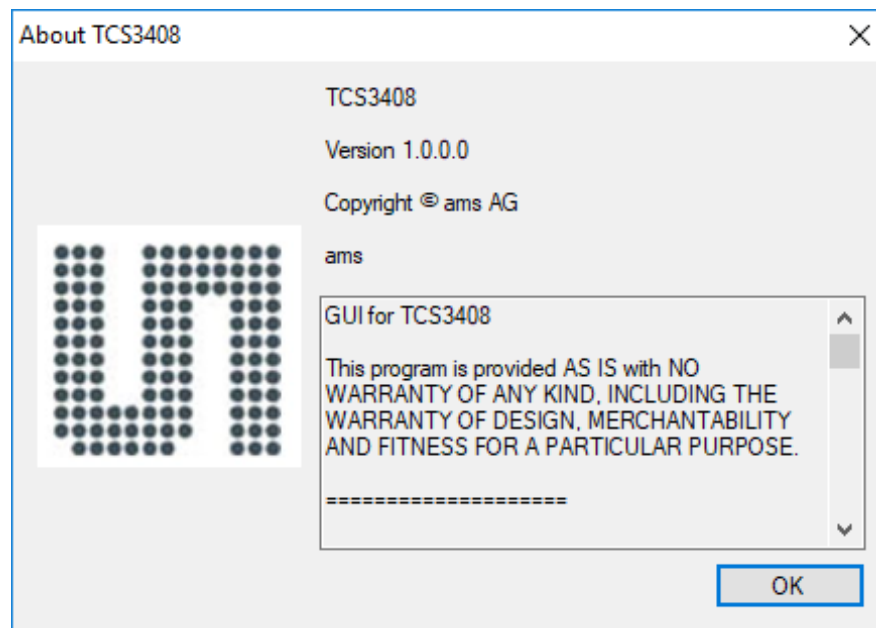 About TCS3408
TCS3408
Version 1.0.0.0
Copyright © ams AG
ams
GUI for TCS3408
This program is provided AS IS with NO
WARRANTY OF ANY KIND, INCLUDING THE
WARRANTY OF DESIGN, MERCHANTABILITY
AND FITNESS FOR A PARTICULAR PURPOSE.
====================
OK